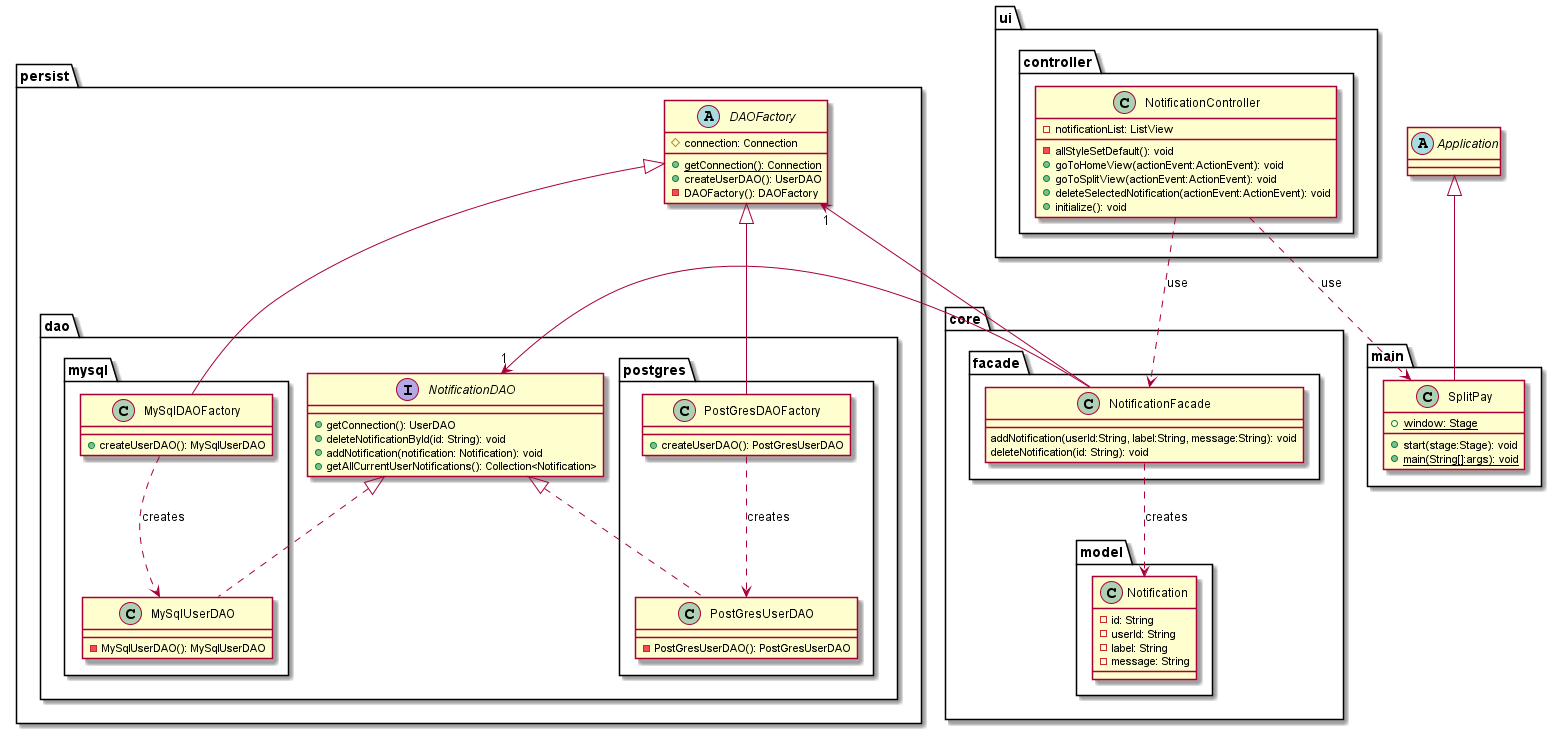 ui
controller
C NotificationController
notificationList: ListView
allStyleSetDefault(): void
goToHomeView(actionEvent:ActionEvent): void
goToSplitView(actionEvent:ActionEvent): void
deleteSelectedNotification(actionEvent:ActionEvent): void
initialize(): void
persist
A DAOFactory
connection: Connection
getConnection(): Connection
createUserDAO(): UserDAO
DAOFactory(): DAOFactory
1
A Application
use
use
dao
1
mysql
C MySqlDAOFactory
createUserDAO(): MySqlUserDAO
I NotificationDAO
getConnection(): UserDAO
deleteNotificationById(id: String): void
addNotification(notification: Notification): void
getAllCurrentUserNotifications(): Collection<Notification>
postgres
C PostGresDAOFactory
createUserDAO(): PostGresUserDAO
core
facade
C NotificationFacade
addNotification(userId:String, label:String, message:String): void
deleteNotification(id: String): void
main
C SplitPay
window: Stage
start(stage:Stage): void
main(String[]:args): void
creates
creates
creates
C MySqlUserDAO
MySqlUserDAO(): MySqlUserDAO
C PostGresUserDAO
PostGresUserDAO(): PostGresUserDAO
model
C Notification
id: String
userId: String
label: String
message: String